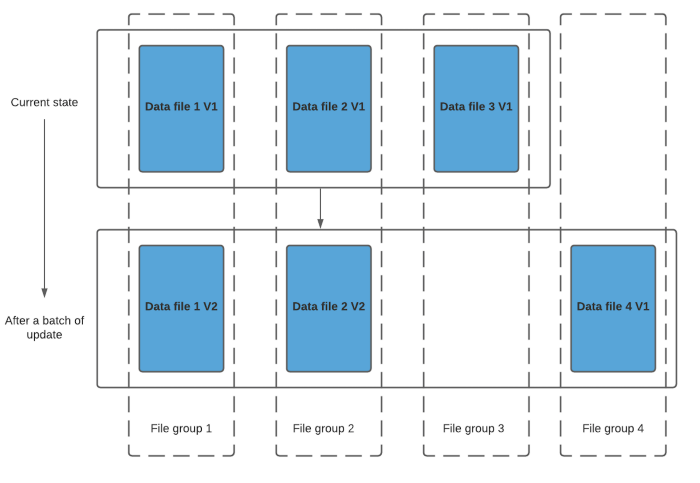 Current state
Data file 1 V1
Data file 2 V1
Data file 3 V1
After a batch of
update
Data file 1 V2
Data file 2 V2
Data file 4 V1
File group 1
File group 2
File group 3
File group 4